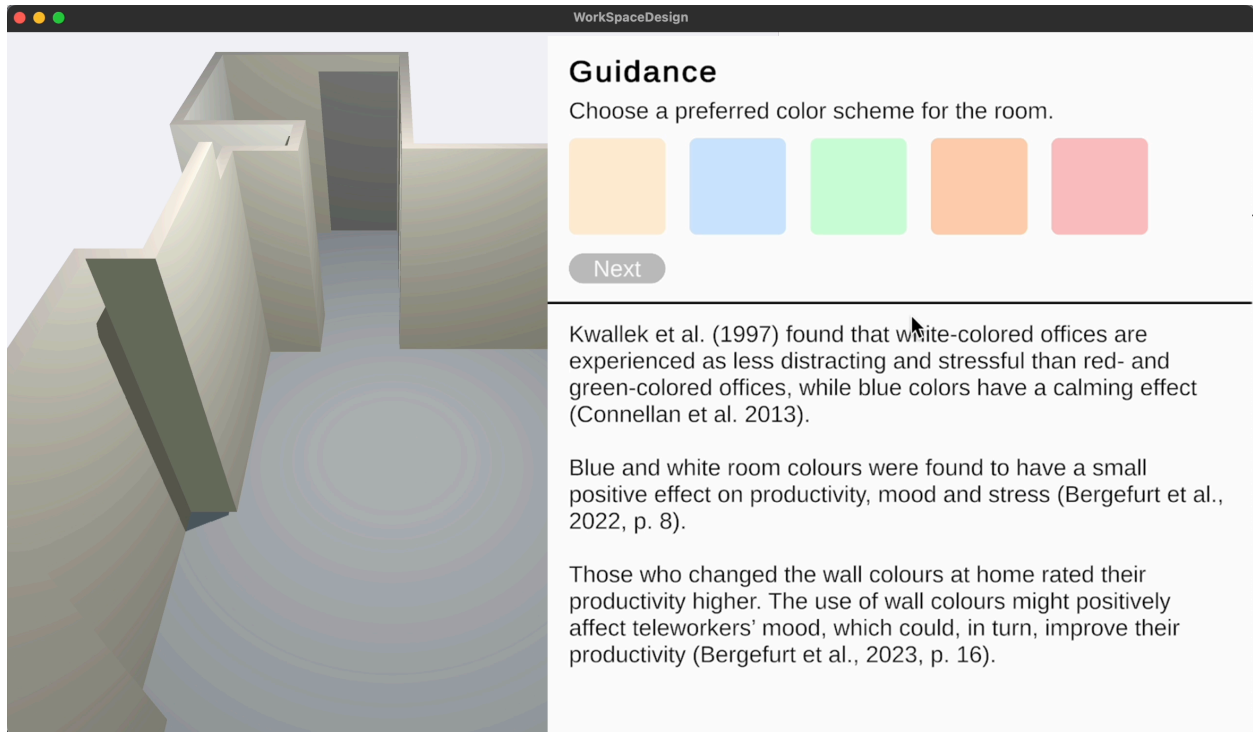 WorkSpaceDesign
Guidance
Choose a preferred color scheme for the room.
Next
Kwallek et al. (1997) found that white-colored offices are
experienced as less distracting and stressful than red- and
green-colored offices, while blue colors have a calming effect
(Connellan et al. 2013).
Blue and white room colours were found to have a small
positive effect on productivity, mood and stress (Bergefurt et al.,
2022, p. 8).
Those who changed the wall colours at home rated their
productivity higher. The use of wall colours might positively
affect teleworkers’ mood, which could, in turn, improve their
productivity (Bergefurt et al., 2023, p. 16).